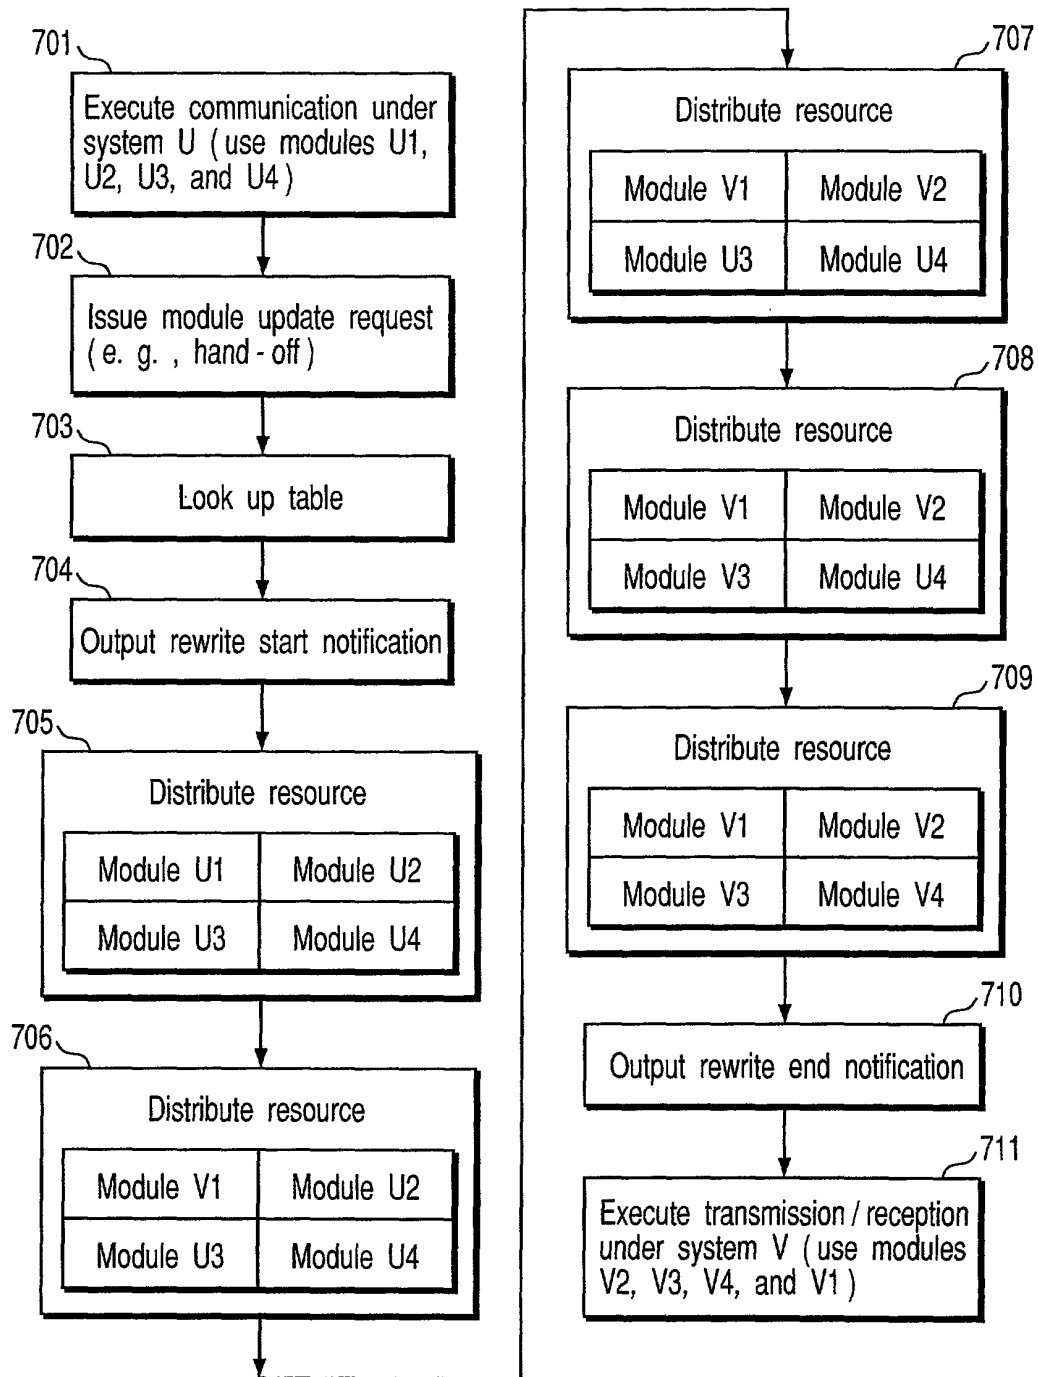 701
Execute communication under
system U (use modules U1,
U2, U3, and U4)
702
Issue module update request
(e. g. , hand-off)
703
Look up table
704
Output rewrite start notification
705
Distribute resource
Module U1 Module U2
Module U3 Module U4
706
Distribute resource
Module V1 Module U2
Module U3 Module U4
707
Distribute resource
Module V1 Module V2
Module U3 Module U4
708
Distribute resource
Module V1 Module V2
Module V3 Module U4
709
Distribute resource
Module V1 Module V2
Module V3 Module V4
710
Output rewrite end notification
711
Execute transmission/reception
under system V (use modules
V2, V3, V4, and V1)